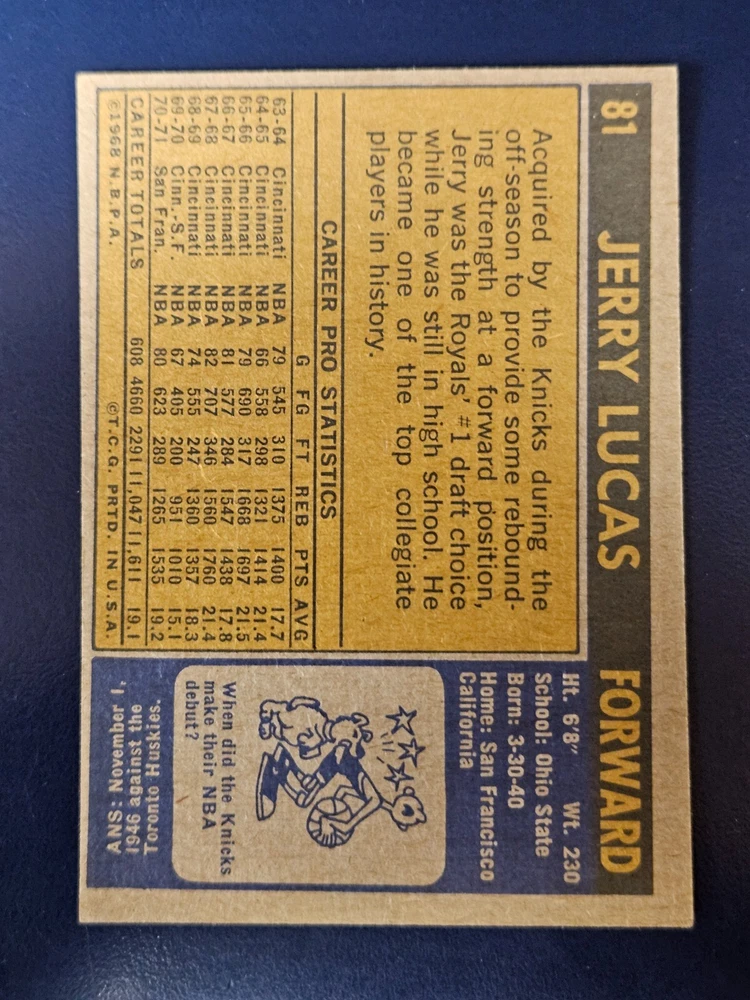 81 JERRY LUCAS FORWARD
Acquired by the Knicks during the
off-season to provide some rebound-
ing strength at a forward position,
Jerry was the Royals' #1 draft choice
while he was still in high school. He
became one of the top collegiate
players in history.
CAREER PRO STATISTICS
G FG FT REB PTS AVG
63-64 Cincinnati NBA 79 545 310 1375 1400 17.7
64-65 Cincinnati NBA 66 558 298 1321 1414 21.4
65-66 Cincinnati NBA 79 690 317 1668 1697 21.5
66-67 Cincinnati NBA 81 577 284 1547 1438 17.8
67-68 Cincinnati NBA 82 707 346 1560 1760 21.4
68-69 Cincinnati NBA 74 555 247 1360 1357 18.3
69-70 Cinn.-S.F. NBA 67 405 200 951 1010 15.1
70-71 San Fran. NBA 80 623 289 1265 1535 19.2
CAREER TOTALS 608 4660 2291 11,047 11,611 19.1
©1968 N.B.P.A. ©T.C.G. PRTD. IN U.S.A.
Ht. 6'8" Wt. 230
School: Ohio State
Born: 3-30-40
Home: San Francisco
California
When did the Knicks
make their NBA
debut?
ANS: November 1,
1946 against the
Toronto Huskies.